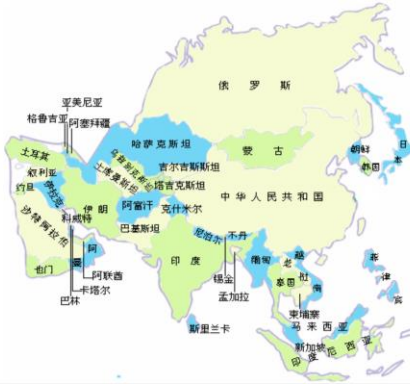 俄罗斯
亚美尼亚
格鲁吉亚
阿塞拜疆
哈萨克斯坦
蒙古
朝鲜
日本
韩国
土耳其
乌兹别克斯坦
吉尔吉斯斯坦
叙利亚
土库曼斯坦
塔吉克斯坦
约旦
伊拉克
中华人民共和国
伊朗
阿富汗
克什米尔
科威特
沙特阿拉伯
巴基斯坦
尼泊尔
不丹
阿曼
印度
缅甸
老挝
越南
菲律宾
也门
阿联酋
锡金
泰国
卡塔尔
孟加拉
巴林
柬埔寨
斯里兰卡
马来西亚
新加坡
印度尼西亚